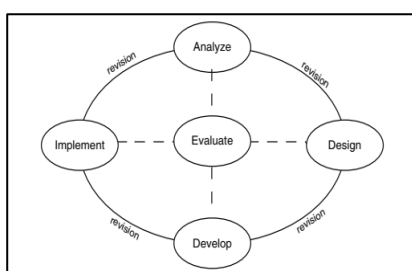 Analyze
revision
revision
Implement
Evaluate
Design
revision
revision
Develop